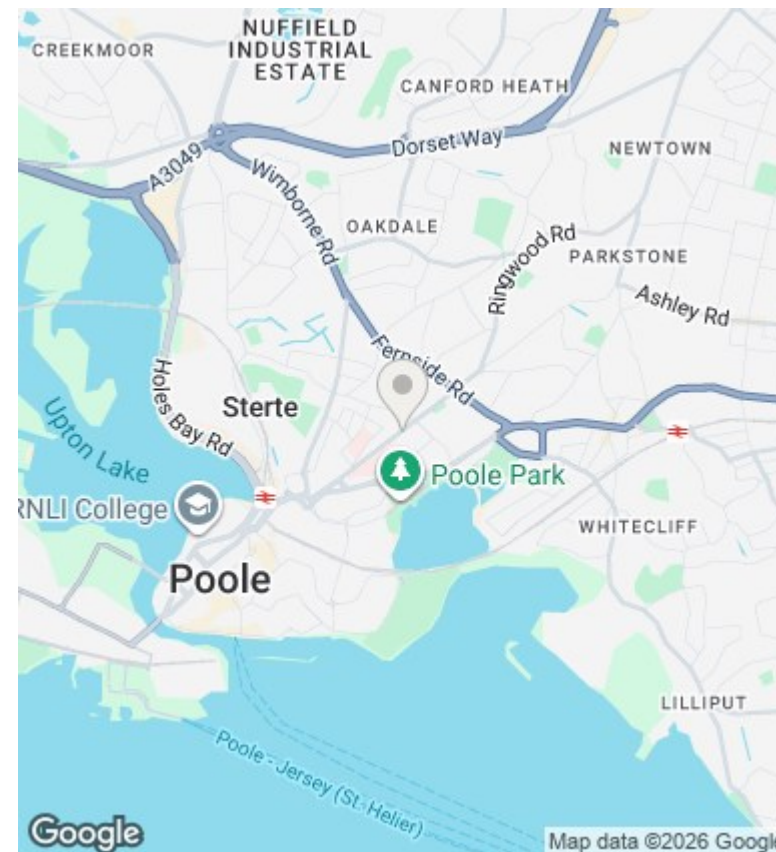 NUFFIELD
INDUSTRIAL
ESTATE
CREEKMOOR
CANFORD HEATH
A3049
Dorset Way
NEWTOWN
Wimborne Rd
OAKDALE
Ringwood Rd
PARKSTONE
Ashley Rd
Holes Bay Rd
Fernside Rd
Sterte
Upton Lake
Poole Park
RNLI College
WHITECLIFF
Poole
LILLIPUT
Poole - Jersey (St. Helier)
Google
Map data ©2026 Google